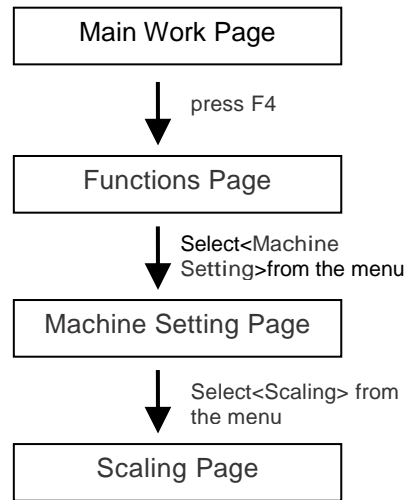 Main Work Page
press F4
Functions Page
Select<Machine
Setting>from the menu
Machine Setting Page
Select<Scaling> from
the menu
Scaling Page